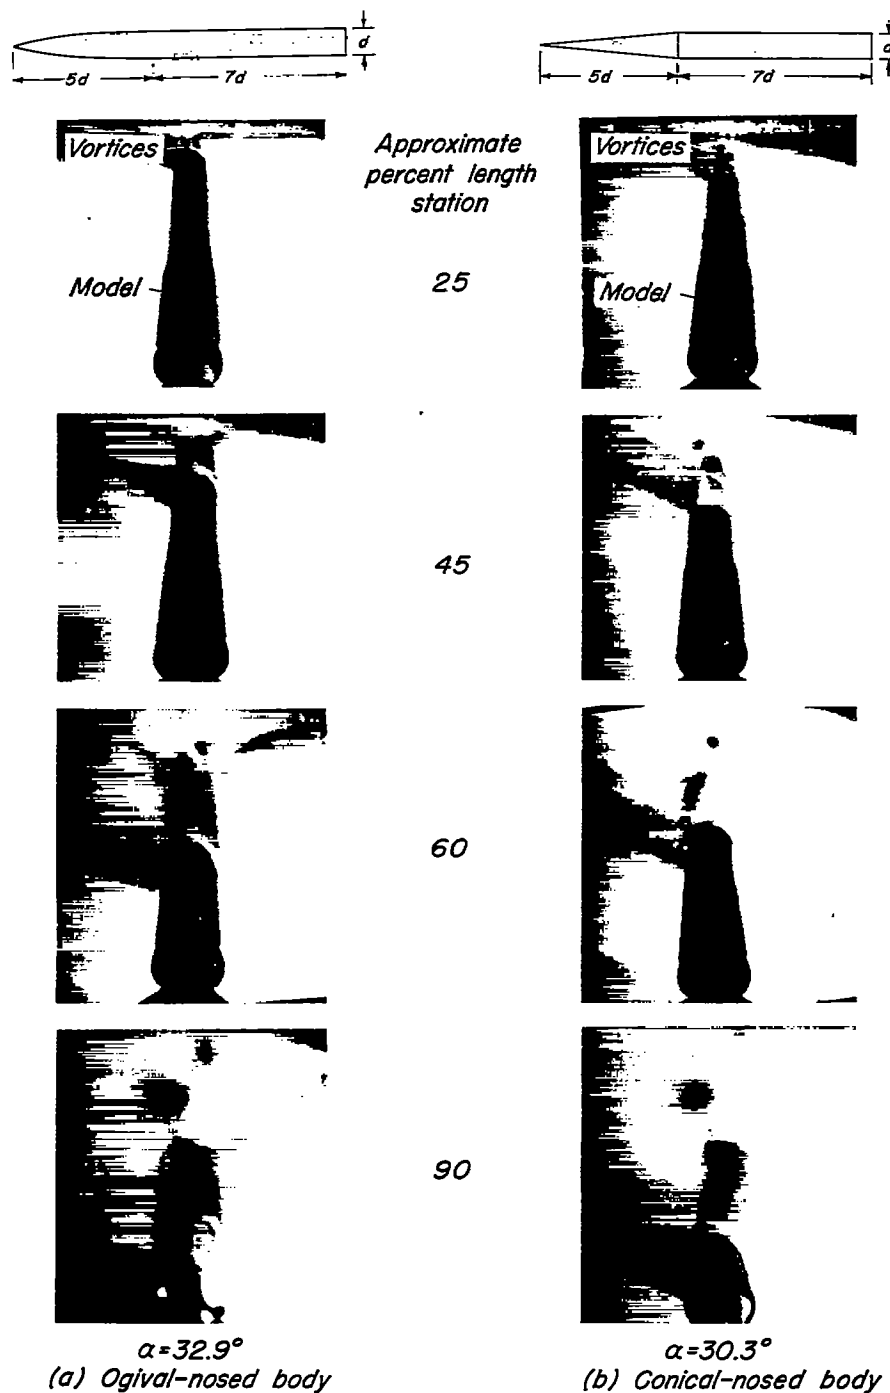 d
5d
7d
d
5d
7d
Vortices
Model
Approximate
percent length
station
Vortices
Model
25
45
60
90
α=32.9°
(a) Ogival-nosed body
α=30.3°
(b) Conical-nosed body